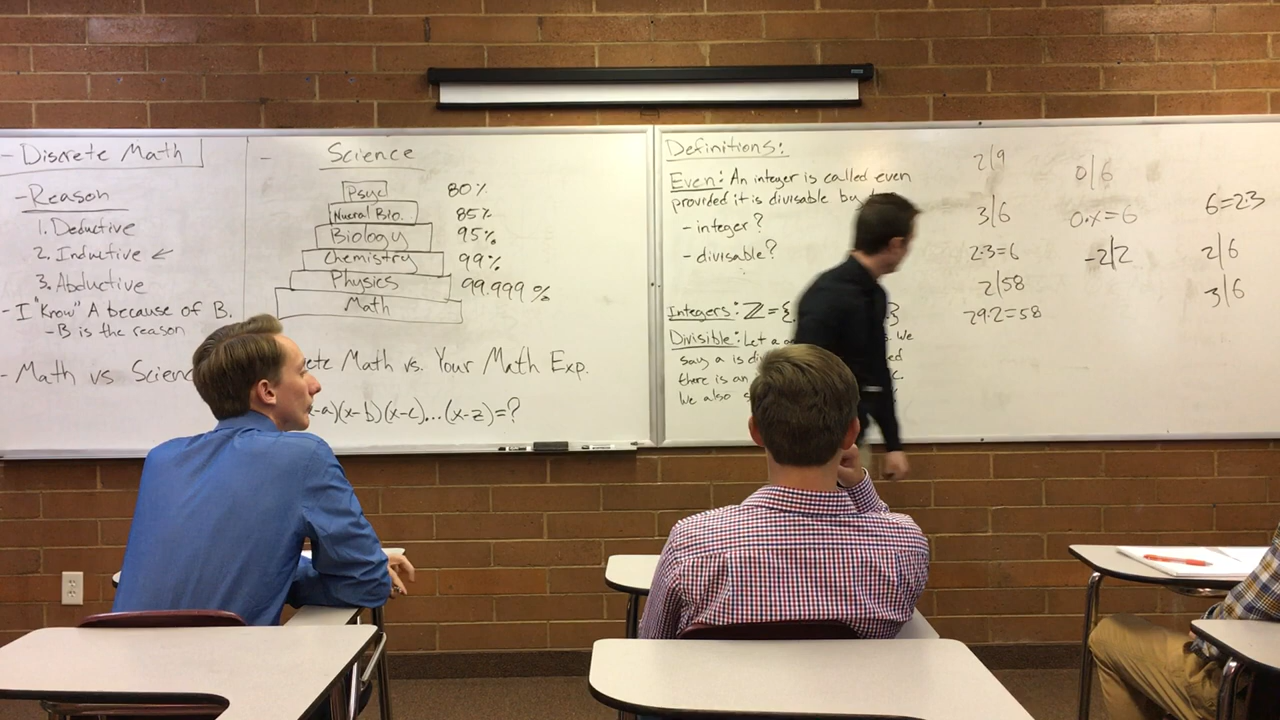 - Discrete Math
- Reason
1. Deductive
2. Inductive ←
3. Abductive
- I "Know" A because of B.
- B is the reason
- Math vs Scienc
- Science
Psyc 80%
Nueral Bio. 85%
Biology 95%
Chemistry 99%
Physics 99.999%
Math
ete Math vs. Your Math Exp.
-a)(x-b)(x-c)...(x-z)=?
Definitions:
Even: An integer is called even
provided it is divisable by
- integer?
- divisable?
Integers: ℤ={ }
Divisible: Let a We
say a is di
there is an
We also
2|9
3|6
2·3=6
2|58
29·2=58
0|6
0·x=6
-2|2
6=2·3
2|6
3|6